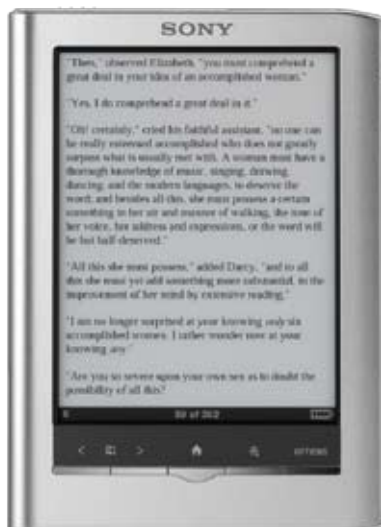 SONY
"Then," observed Elizabeth, "you must comprehend a
great deal in your idea of an accomplished woman."
"Yes, I do comprehend a great deal in it."
"Oh! certainly," cried his faithful assistant, "no one can
be really esteemed accomplished who does not greatly
surpass what is usually met with. A woman must have a
thorough knowledge of music, singing, drawing,
dancing, and the modern languages, to deserve the
word; and besides all this, she must possess a certain
something in her air and manner of walking, the tone of
her voice, her address and expressions, or the word will
be but half-deserved."
"All this she must possess," added Darcy, "and to all
this she must yet add something more substantial, in the
improvement of her mind by extensive reading."
"I am no longer surprised at your knowing only six
accomplished women. I rather wonder now at your
knowing any."
"Are you so severe upon your own sex as to doubt the
possibility of all this?
of 302
OPTIONS